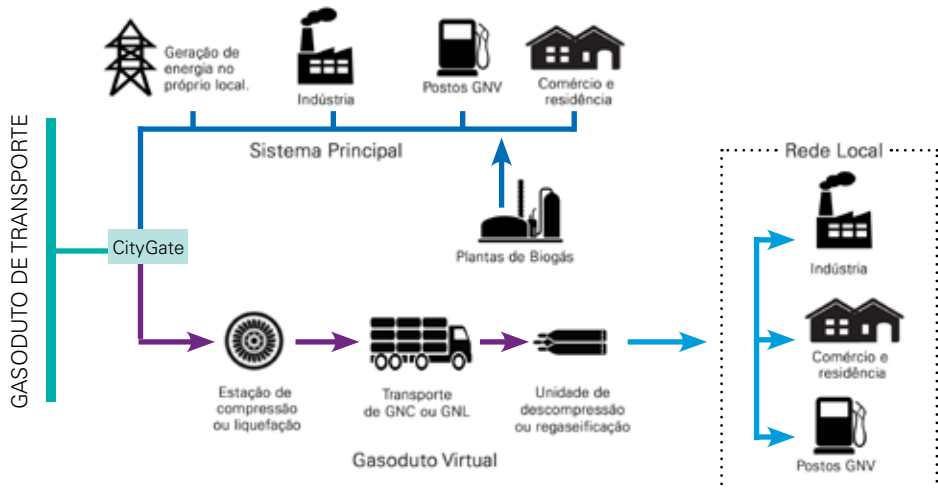 GASODUTO DE TRANSPORTE
Geração de
energia no
próprio local.
Indústria
Postos GNV
Comércio e
residência
Sistema Principal
Plantas de Biogás
CityGate
Estação de
compressão
ou liquefação
Transporte
de GNC ou GNL
Unidade de
descompressão
ou regaseificação
Gasoduto Virtual
Rede Local
Indústria
Comércio e
residência
Postos GNV